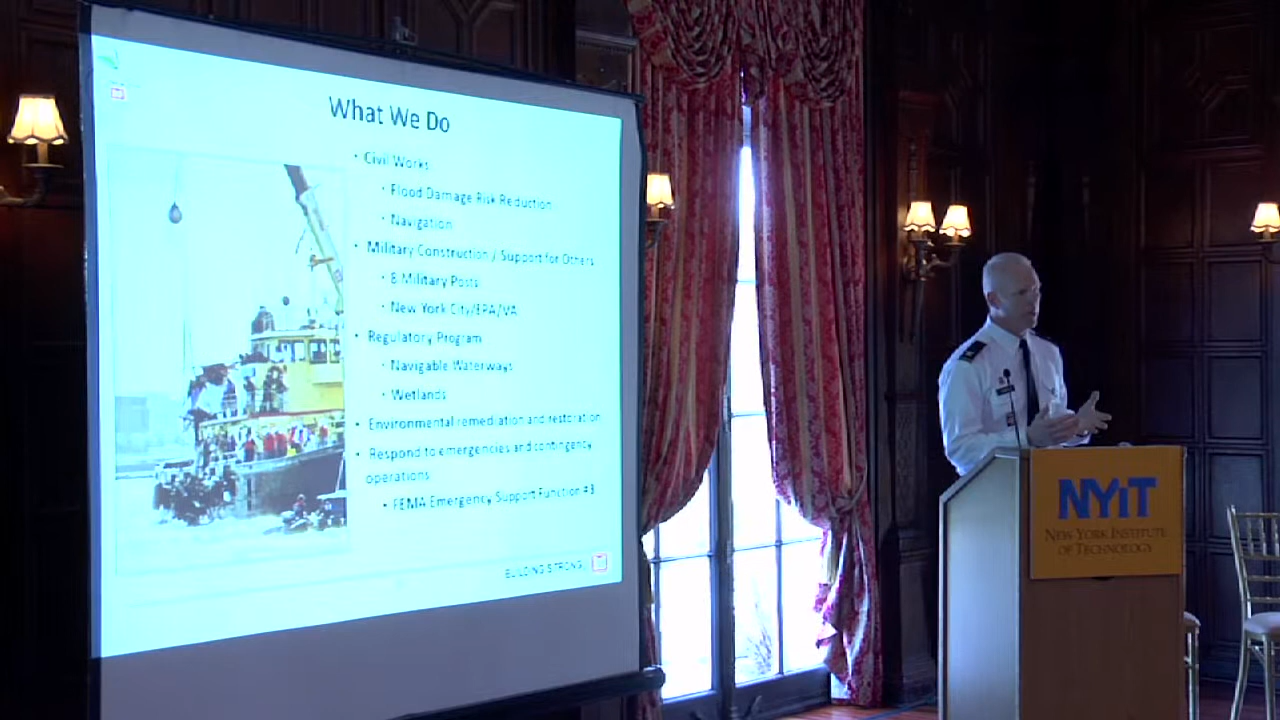 What We Do
• Civil Works
• Flood Damage Risk Reduction
• Navigation
• Military Construction / Support for Others
• 8 Military Posts
• New York City/EPA/VA
• Regulatory Program
• Navigable Waterways
• Wetlands
• Environmental remediation and restoration
• Respond to emergencies and contingency
operations
• FEMA Emergency Support Function #3
BUILDING STRONG
NYiT
NEW YORK INSTITUTE
OF TECHNOLOGY